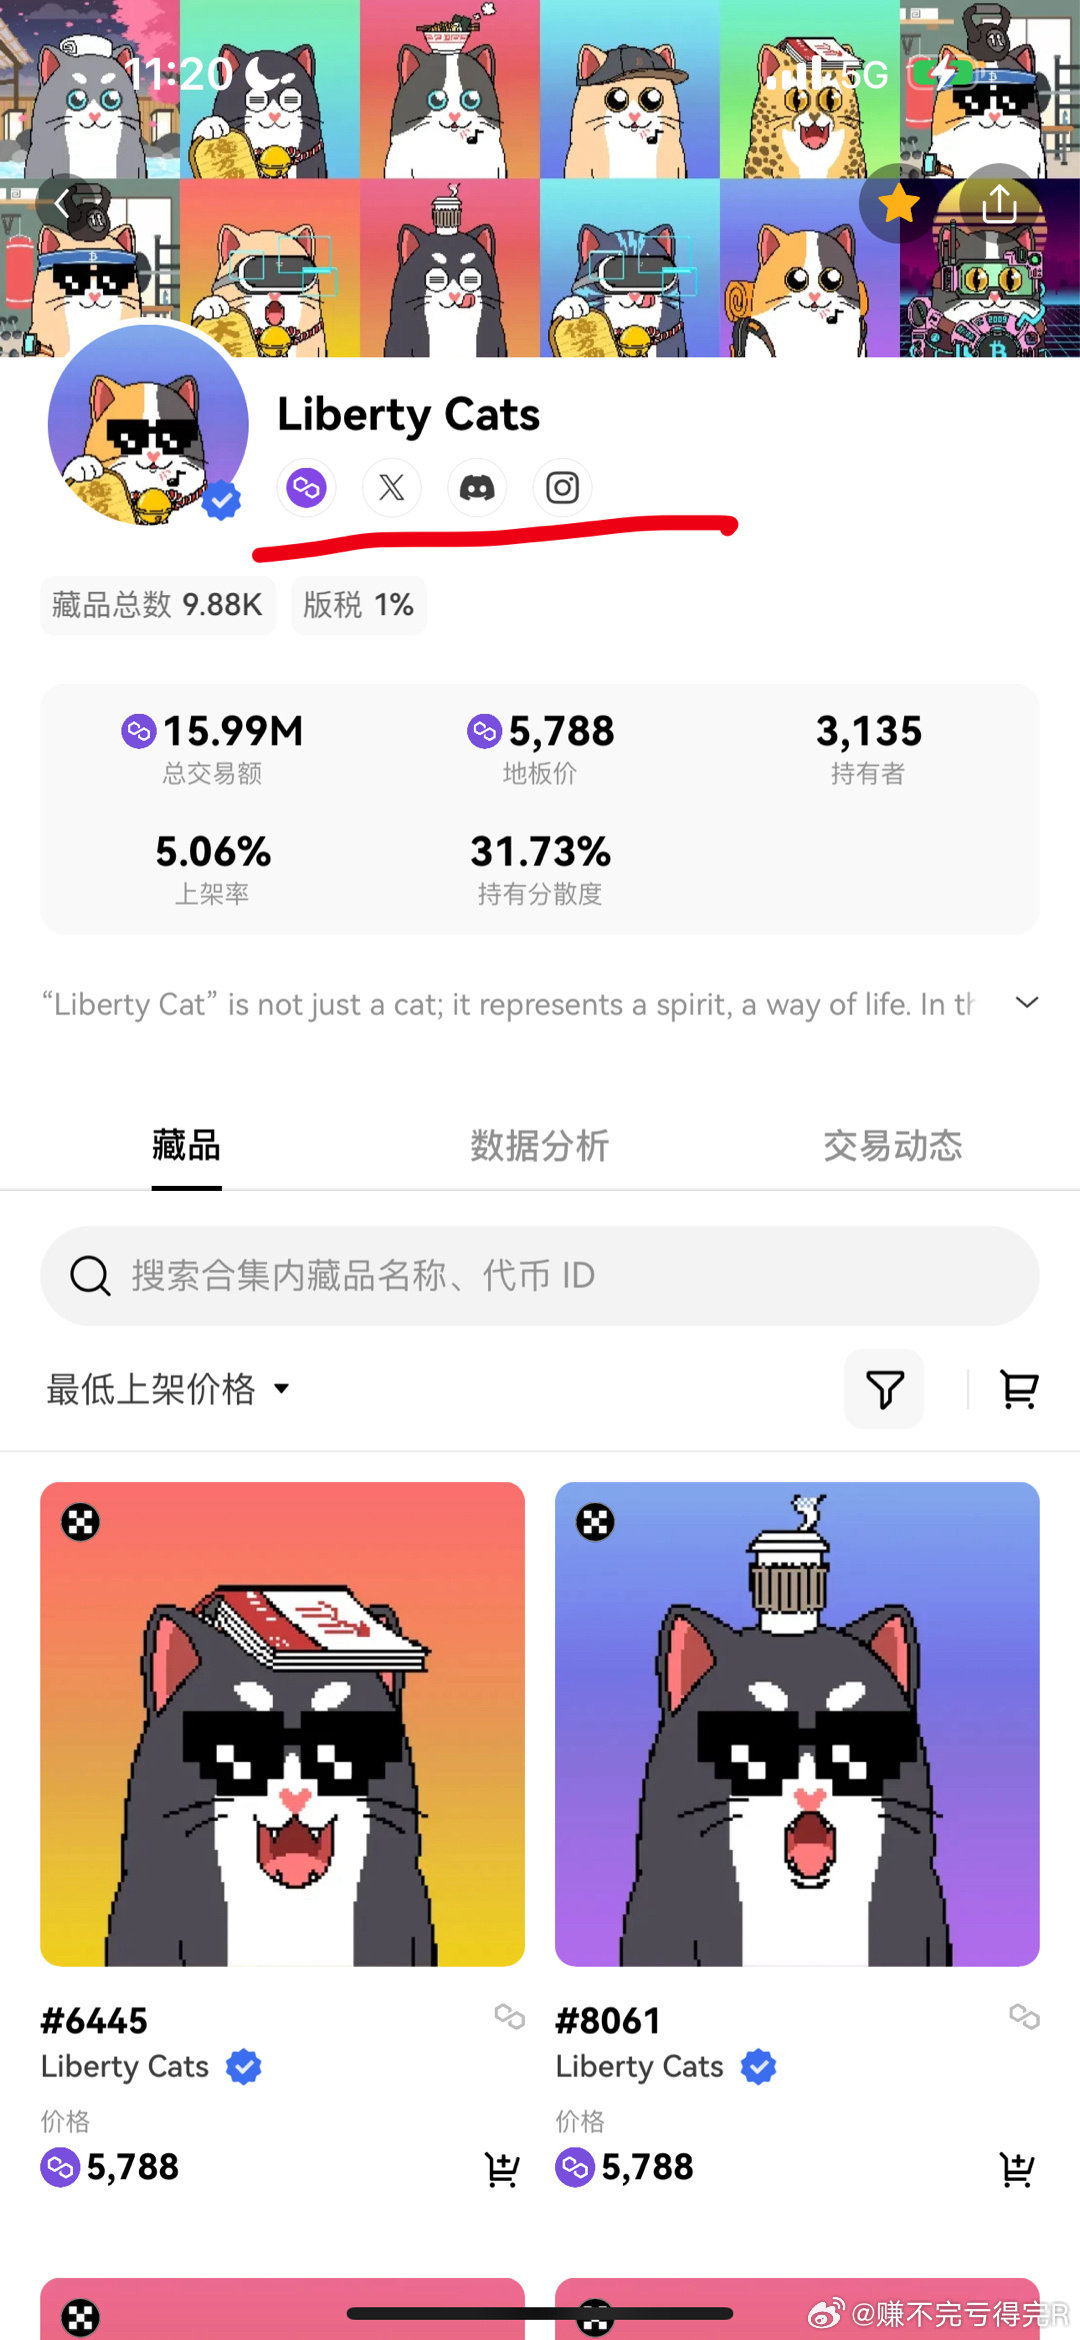 11:20
5G
Liberty Cats
藏品总数 9.88K
版税 1%
15.99M
总交易额
5,788
地板价
3,135
持有者
5.06%
上架率
31.73%
持有分散度
“Liberty Cat” is not just a cat; it represents a spirit, a way of life. In th
藏品
数据分析
交易动态
搜索合集内藏品名称、代币 ID
最低上架价格
#6445
Liberty Cats
价格
5,788
#8061
Liberty Cats
价格
5,788
@赚不完亏得完R